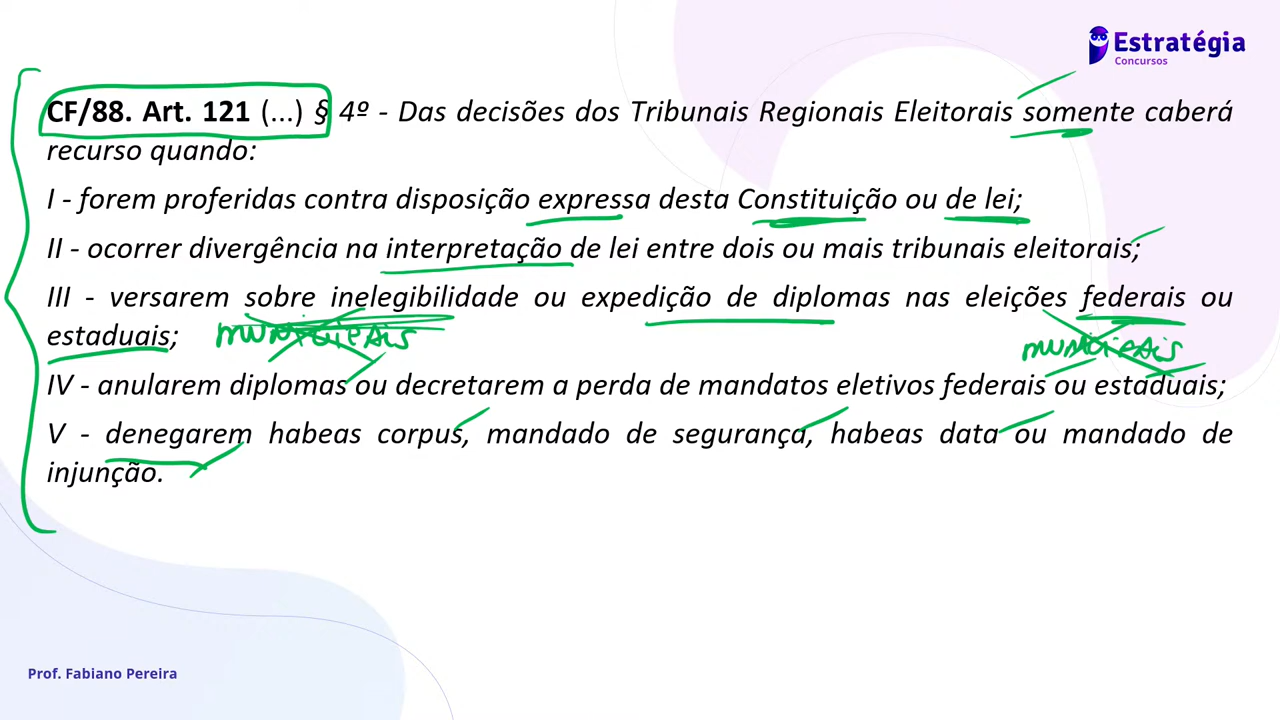 Estratégia
Concursos
CF/88. Art. 121 (...) § 4º - Das decisões dos Tribunais Regionais Eleitorais somente caberá
recurso quando:
I - forem proferidas contra disposição expressa desta Constituição ou de lei;
II - ocorrer divergência na interpretação de lei entre dois ou mais tribunais eleitorais;
III - versarem sobre inelegibilidade ou expedição de diplomas nas eleições federais ou
estaduais; municipais municipais
IV - anularem diplomas ou decretarem a perda de mandatos eletivos federais ou estaduais;
V - denegarem habeas corpus, mandado de segurança, habeas data ou mandado de
injunção.
Prof. Fabiano Pereira